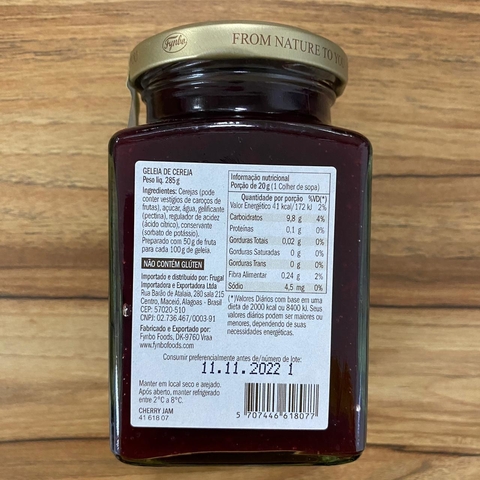 Fynbo
FROM NATURE TO
GELEIA DE CEREJA
Peso líq. 285 g
Ingredientes: Cerejas (pode
conter vestígios de caroços de
frutas), açúcar, água, gelificante
(pectina), regulador de acidez
(ácido cítrico), conservante
(sorbato de potássio).
Preparado com 50 g de fruta
para cada 100 g de geleia.
NÃO CONTÉM GLÚTEN
Importado e distribuido por: Frugal
Importadora e Exportadora Ltda
Rua Barão de Atalaia, 280 sala 215
Centro, Maceió, Alagoas - Brasil
CEP: 57020-510
CNPJ: 02.736.467/0003-91
Fabricado e Exportado por:
Fynbo Foods, DK-9760 Vraa
www.fynbofoods.com
Informação nutricional
Porção de 20 g (1 Colher de sopa)
Quantidade por porção %VD(*)
Valor Energético 41 kcal/172 kJ 2%
Carboidratos 9,8 g 4%
Proteínas 0,1 g 0%
Gorduras Totais 0,02 g 0%
Gorduras Saturadas 0 g 0%
Gorduras Trans 0 g 0%
Fibra Alimentar 0,24 g 2%
Sódio 4,5 mg 0%
(*)Valores Diários com base em uma
dieta de 2000 kcal ou 8400 kJ. Seus
valores diários podem ser maiores ou
menores, dependendo de suas
necessidades energéticas.
Consumir preferencialmente antes de/número de lote:
11.11.2022 1
Manter em local seco e arejado.
Após aberto, manter refrigerado
entre 2°C a 8°C.
CHERRY JAM
41 618 07
5 707446 618077